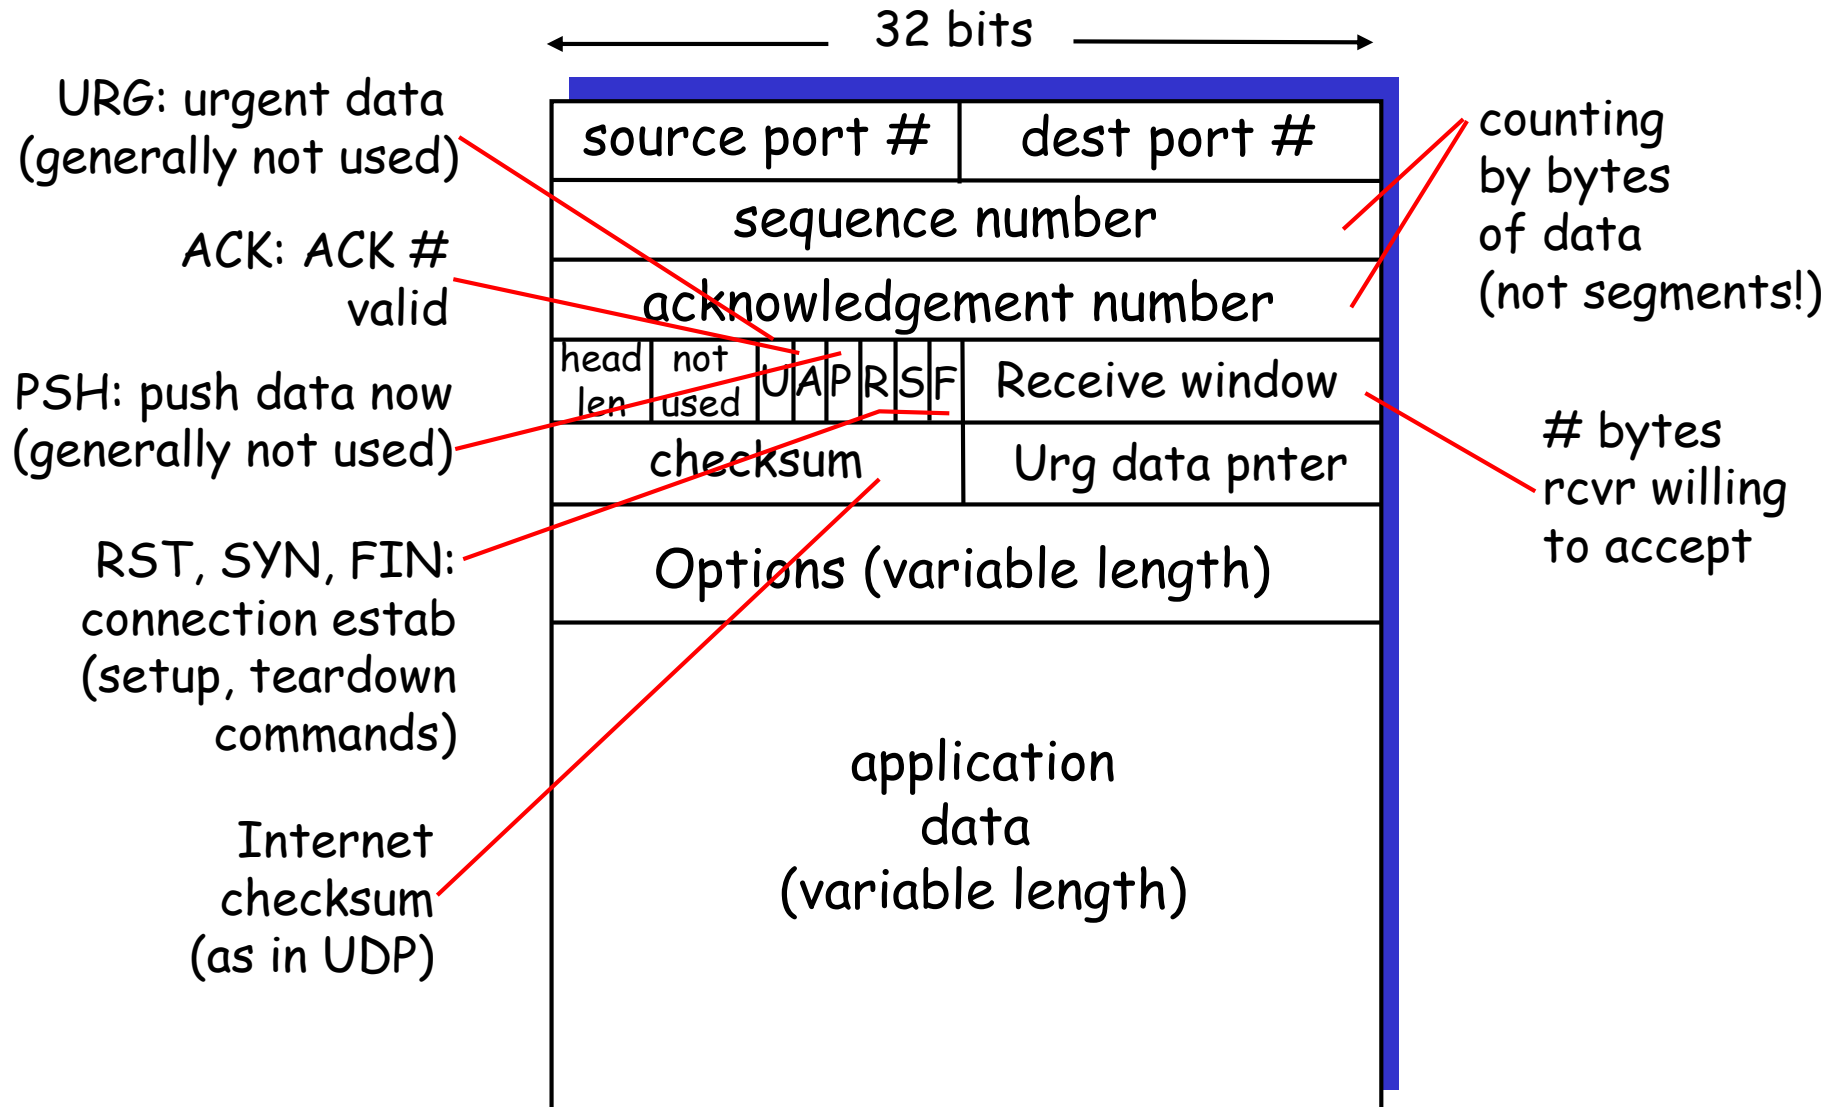 32 bits
URG: urgent data
(generally not used)
ACK: ACK #
valid
PSH: push data now
(generally not used)
RST, SYN, FIN:
connection estab
(setup, teardown
commands)
Internet
checksum
(as in UDP)
source port #
dest port #
sequence number
acknowledgement number
head
len
not
used
U
A
P
R
S
F
Receive window
checksum
Urg data pnter
Options (variable length)
application
data
(variable length)
counting
by bytes
of data
(not segments!)
# bytes
rcvr willing
to accept